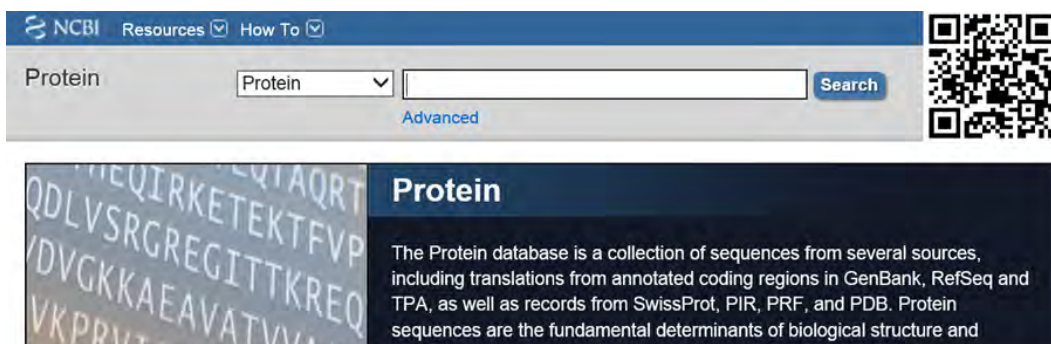 NCBI Resources How To
Protein
Protein
Search
Advanced
QDLVSRGREGITTKREQ
Protein
The Protein database is a collection of sequences from several sources,
including translations from annotated coding regions in GenBank, RefSeq and
TPA, as well as records from SwissProt, PIR, PRF, and PDB. Protein
sequences are the fundamental determinants of biological structure and